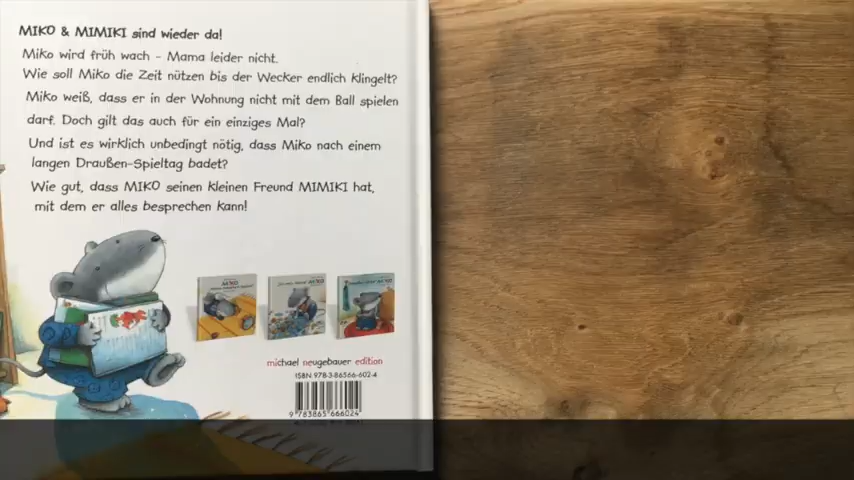 MIKO & MIMIKI sind wieder da!
Miko wird früh wach - Mama leider nicht.
Wie soll Miko die Zeit nützen bis der Wecker endlich klingelt?
Miko weiß, dass er in der Wohnung nicht mit dem Ball spielen
darf. Doch gilt das auch für ein einziges Mal?
Und ist es wirklich unbedingt nötig, dass Miko nach einem
langen Draußen-Spieltag badet?
Wie gut, dass MIKO seinen kleinen Freund MIMIKI hat,
mit dem er alles besprechen kann!
MIKO
MIKO
michael neugebauer edition
ISBN 978-3-86566-602-4
9 783865 666024